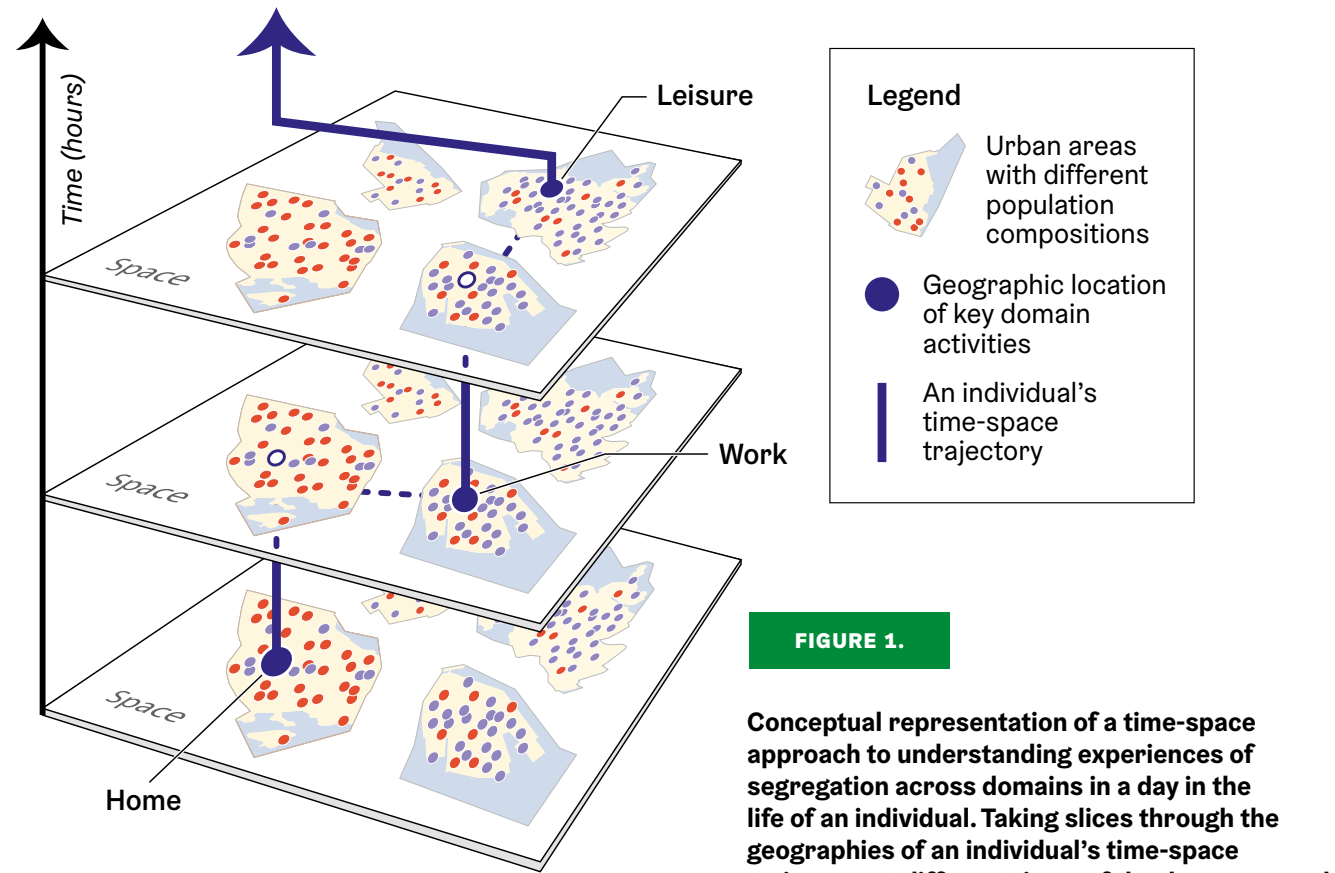 Time (hours)
Leisure
Space
Work
Space
Space
Home
Legend
Urban areas
with different
population
compositions
Geographic location
of key domain
activities
An individual's
time-space
trajectory
FIGURE 1.
Conceptual representation of a time-space
approach to understanding experiences of
segregation across domains in a day in the
life of an individual. Taking slices through the
geographies of an individual's time-space